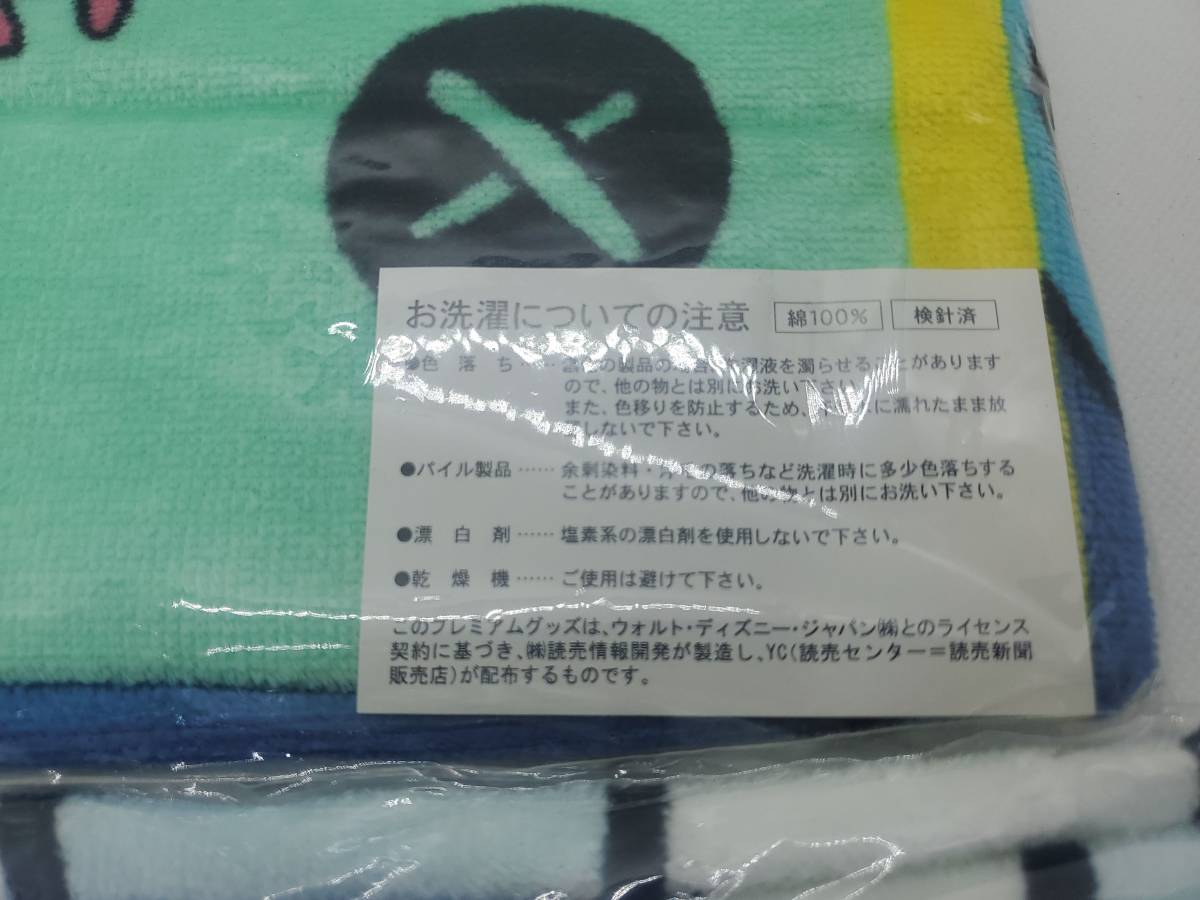 お洗濯についての注意 綿100% 検針済
●色落ち…… の製品の 液を濁らせる とがあります
ので、他の物とは別にお洗い下さい。
また、色移りを防止するため、 に濡れたまま放
しないで下さい。
●パイル製品…… 余剰染料・ の落ちなど洗濯時に多少色落ちする
ことがありますので、他の物とは別にお洗い下さい。
●漂白剤…… 塩素系の漂白剤を使用しないで下さい。
●乾燥機…… ご使用は避けて下さい。
このプレミアムグッズは、ウォルト・ディズニー・ジャパン㈱とのライセンス
契約に基づき、㈱読売情報開発が製造し、YC(読売センター=読売新聞
販売店)が配布するものです。